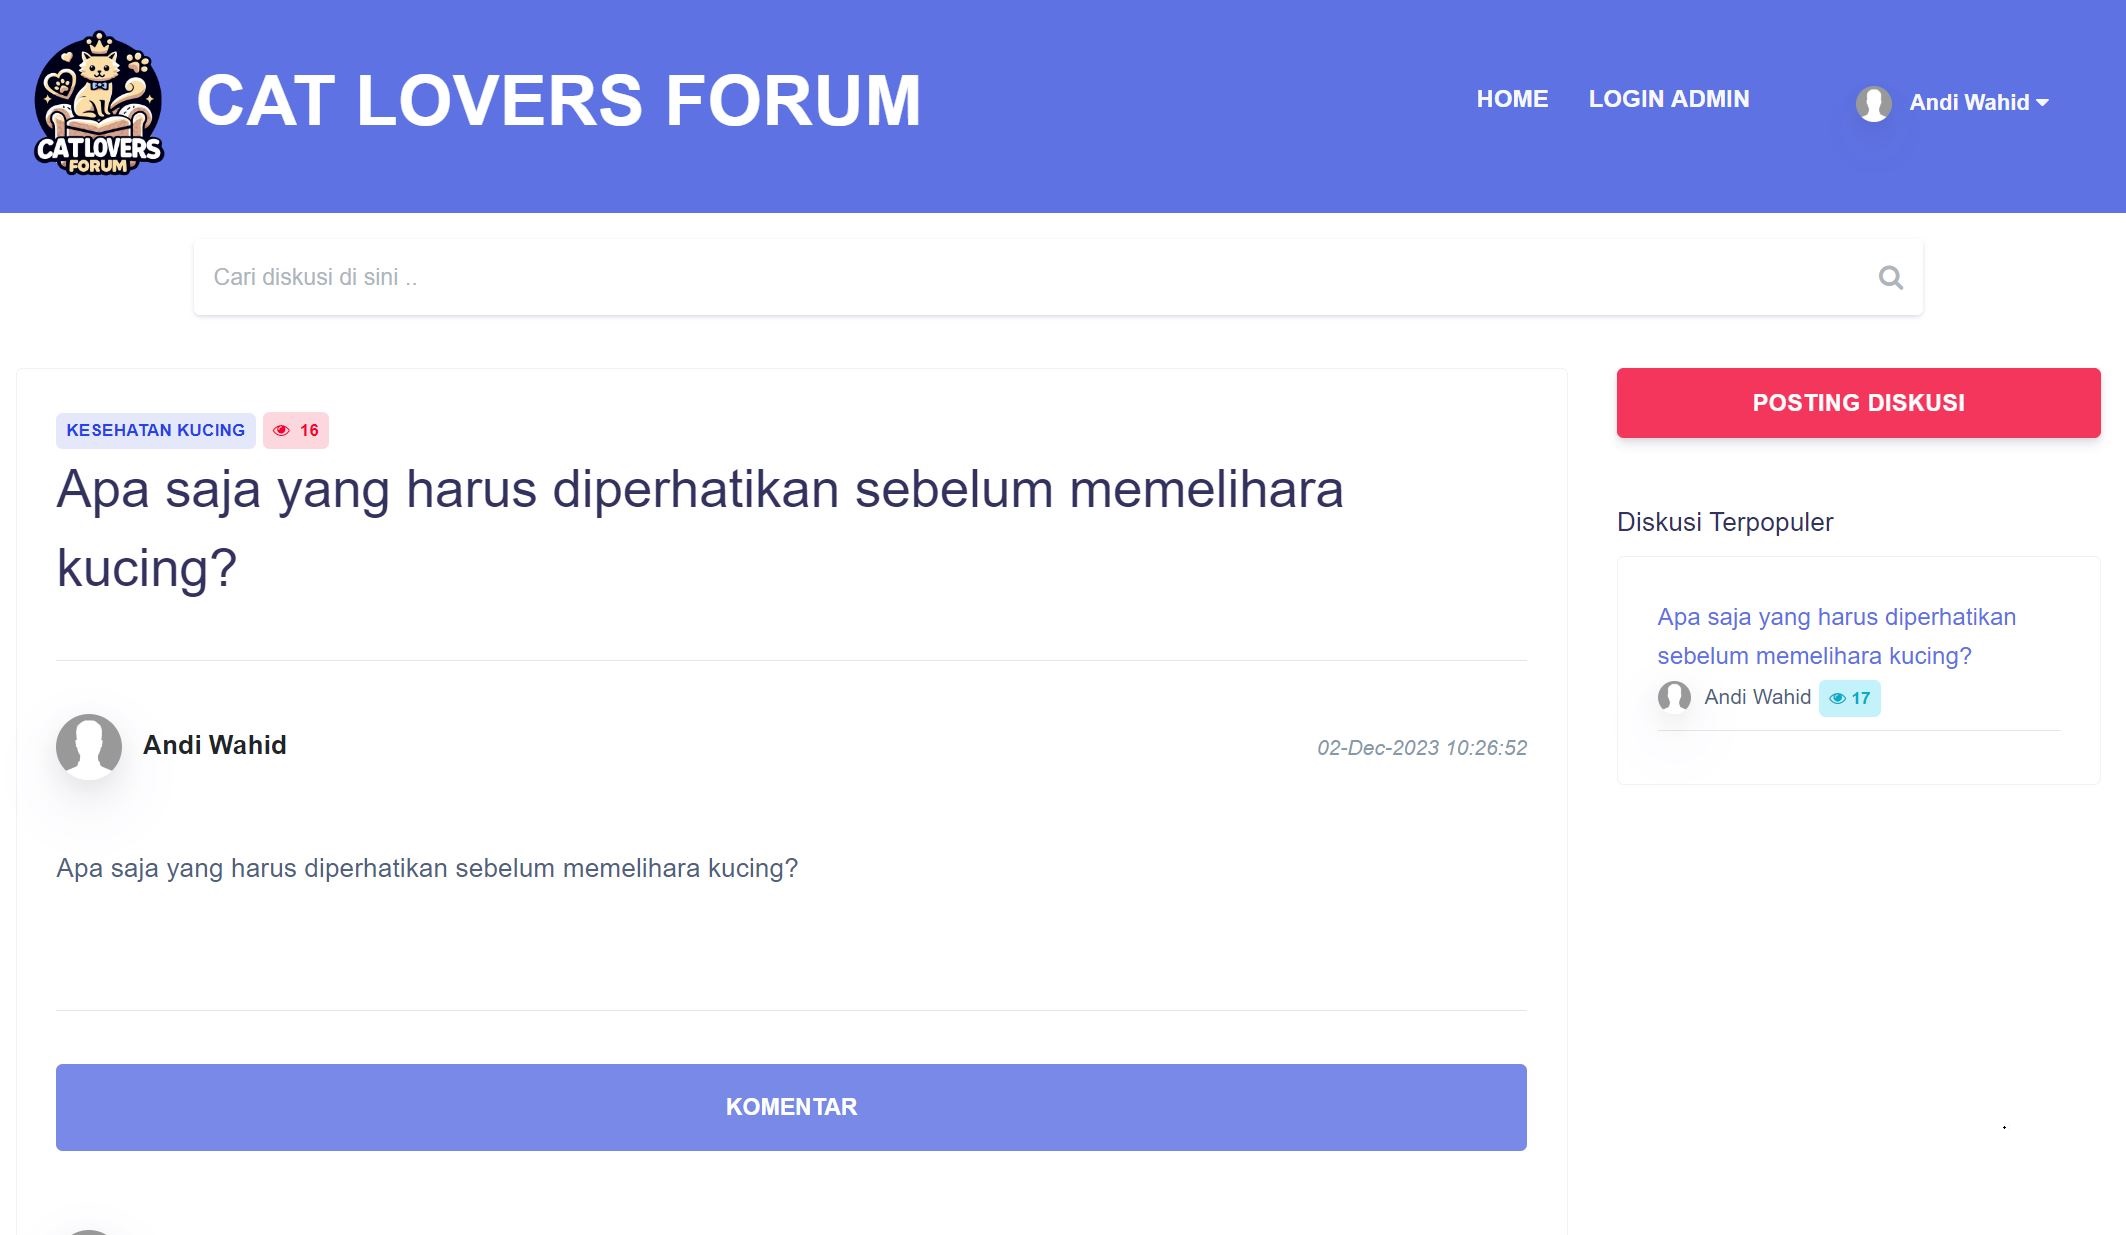 CAT LOVERS
FORUM
CAT LOVERS FORUM
HOME
LOGIN ADMIN
Andi Wahid
Cari diskusi di sini ..
KESEHATAN KUCING
16
Apa saja yang harus diperhatikan sebelum memelihara
kucing?
Andi Wahid
02-Dec-2023 10:26:52
Apa saja yang harus diperhatikan sebelum memelihara kucing?
KOMENTAR
POSTING DISKUSI
Diskusi Terpopuler
Apa saja yang harus diperhatikan
sebelum memelihara kucing?
Andi Wahid
17